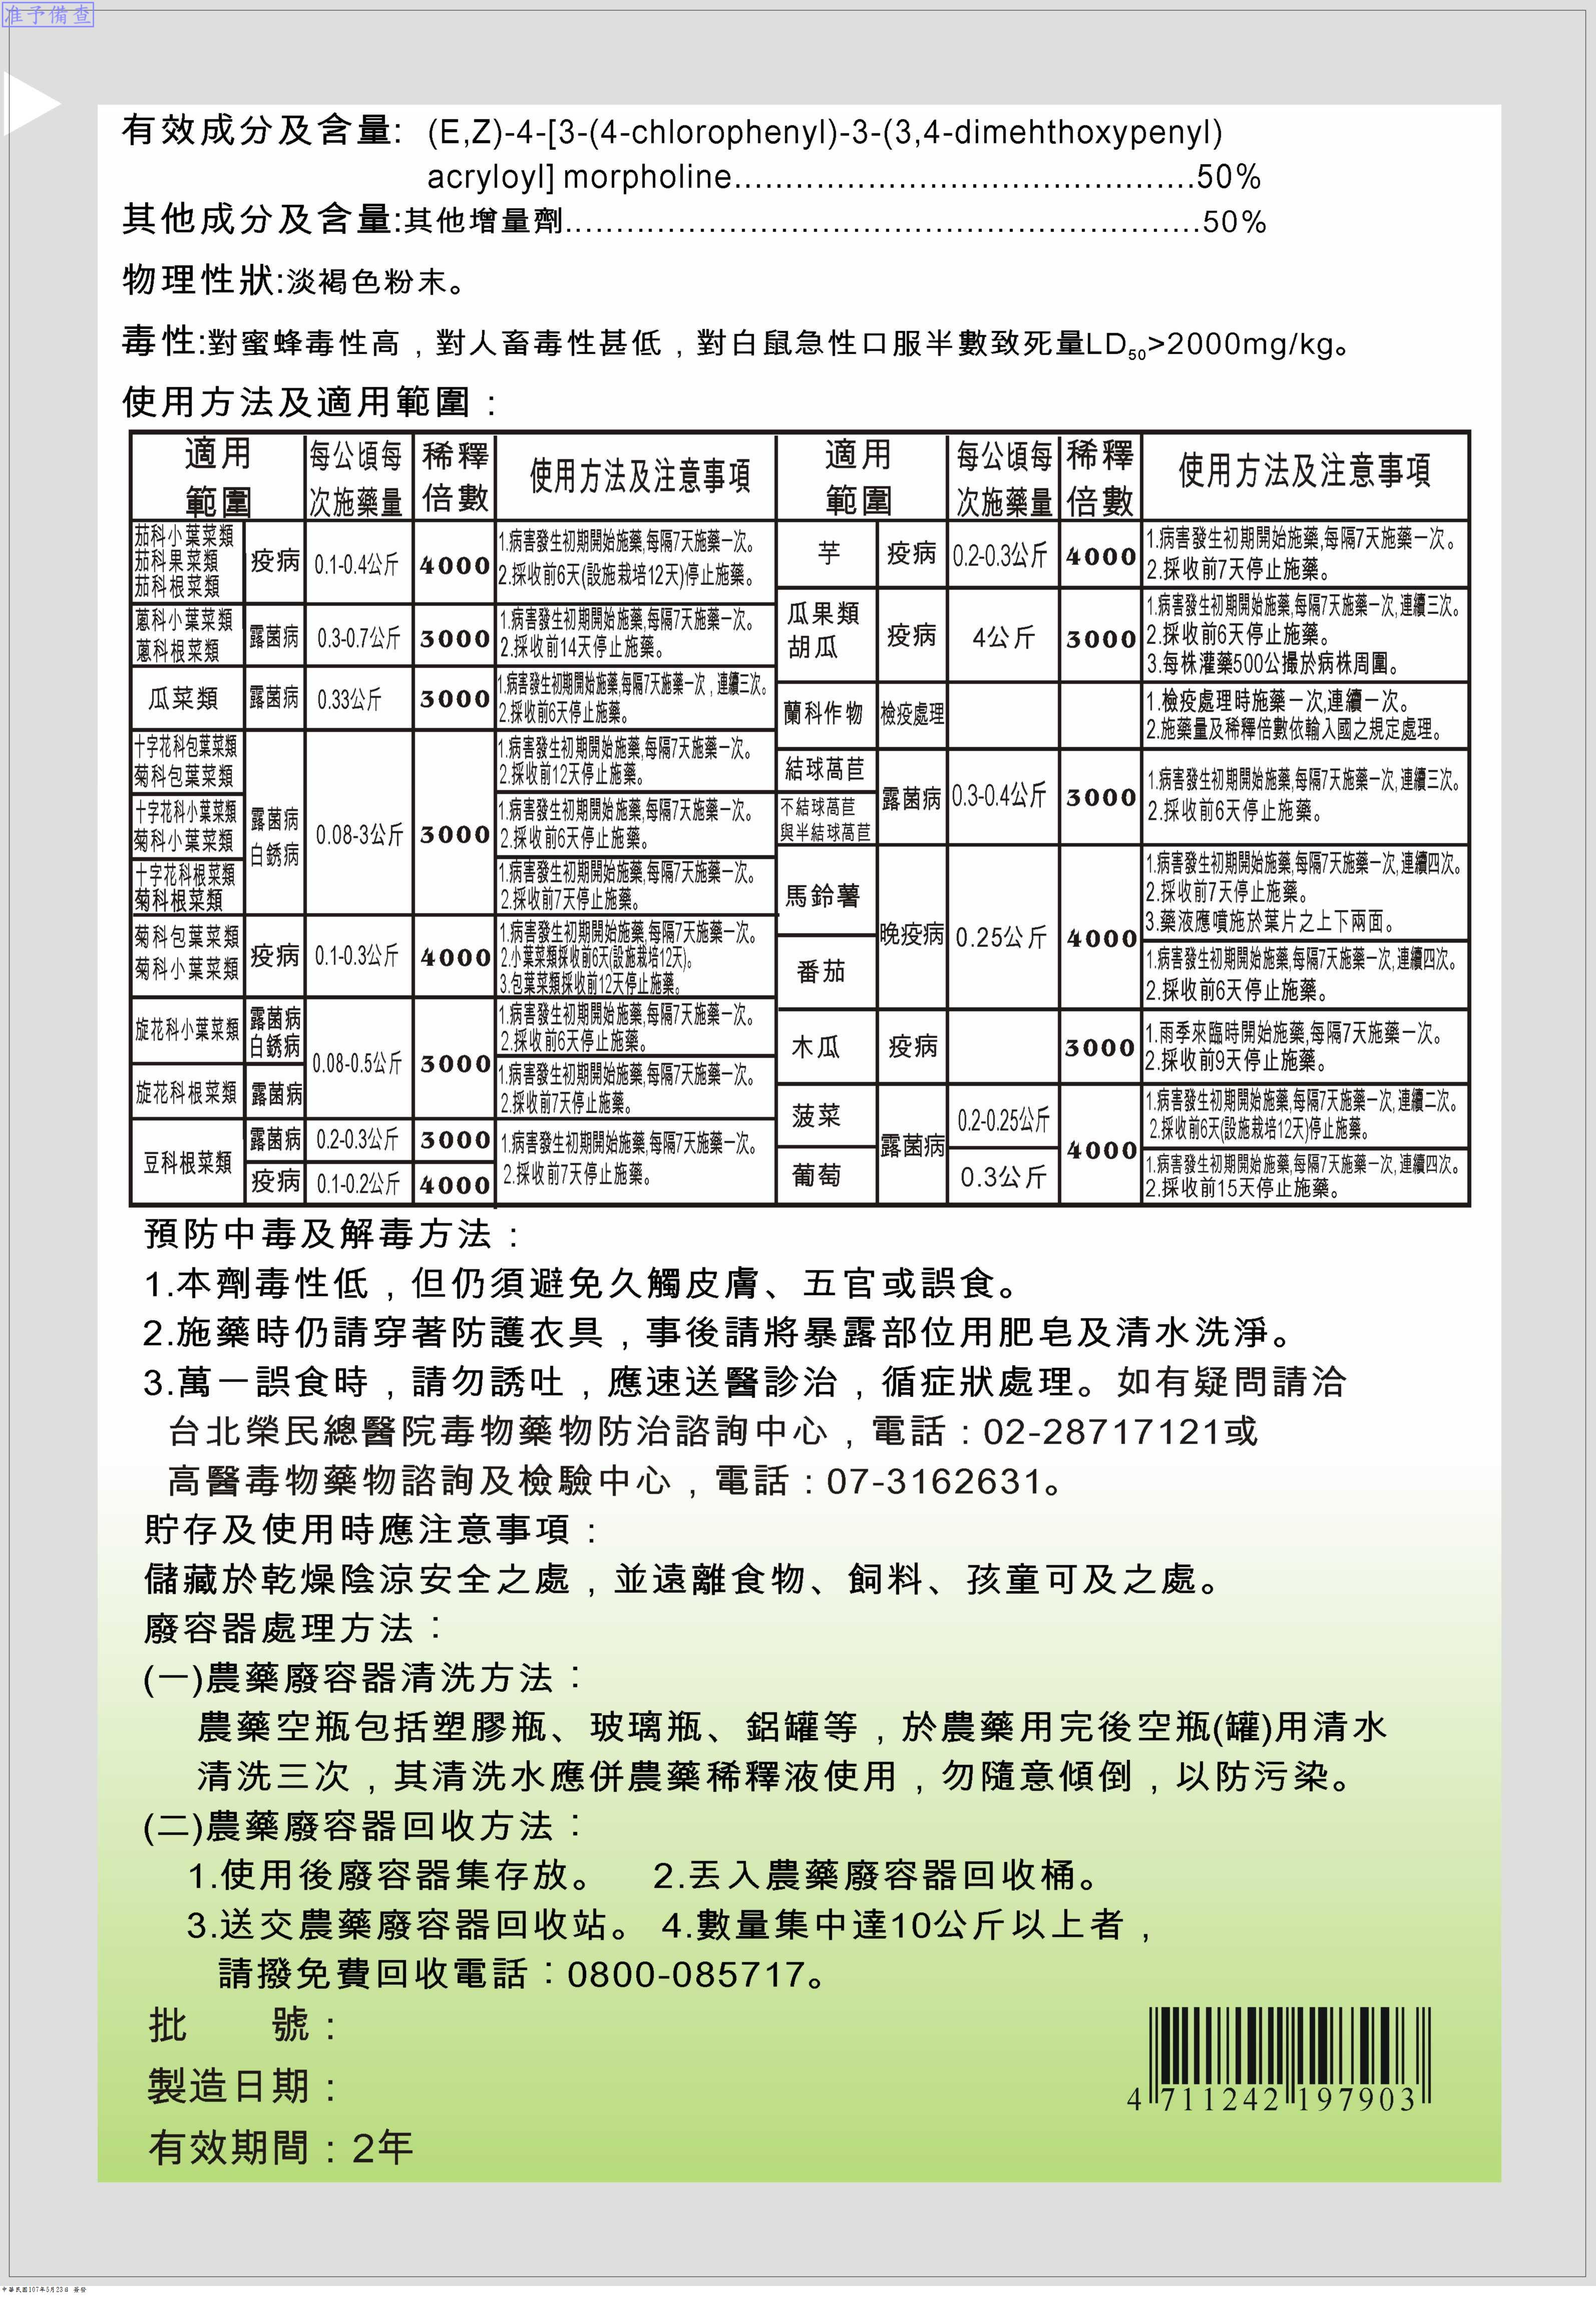 准予備查
有效成分及含量: (E,Z)-4-[3-(4-chlorophenyl)-3-(3,4-dimehthoxypenyl)
acryloyl] morpholine.............................................50%
其他成分及含量:其他增量劑..............................................................50%
物理性狀:淡褐色粉末。
毒性:對蜜蜂毒性高，對人畜毒性甚低，對白鼠急性口服半數致死量LD50>2000mg/kg。
使用方法及適用範圍：
適用範圍 每公頃每次施藥量 稀釋倍數 使用方法及注意事項
茄科小葉菜類 茄科果菜類 茄科根菜類 疫病 0.1-0.4公斤 4000 1.病害發生初期開始施藥,每隔7天施藥一次。
2.採收前6天(設施栽培12天)停止施藥。
蔥科小葉菜類 蔥科根菜類 露菌病 0.3-0.7公斤 3000 1.病害發生初期開始施藥,每隔7天施藥一次。
2.採收前14天停止施藥。
瓜菜類 露菌病 0.33公斤 3000 1.病害發生初期開始施藥,每隔7天施藥一次，連續三次。
2.採收前6天停止施藥。
十字花科包葉菜類 菊科包葉菜類 露菌病 白銹病 0.08-3公斤 3000 1.病害發生初期開始施藥,每隔7天施藥一次。
2.採收前12天停止施藥。
十字花科小葉菜類 菊科小葉菜類 1.病害發生初期開始施藥,每隔7天施藥一次。
2.採收前6天停止施藥。
十字花科根菜類 菊科根菜類 1.病害發生初期開始施藥,每隔7天施藥一次。
2.採收前7天停止施藥。
菊科包葉菜類 菊科小葉菜類 疫病 0.1-0.3公斤 4000 1.病害發生初期開始施藥,每隔7天施藥一次。
2.小葉菜類採收前6天(設施栽培12天)。
3.包葉菜類採收前12天停止施藥。
旋花科小葉菜類 露菌病 白銹病 0.08-0.5公斤 3000 1.病害發生初期開始施藥,每隔7天施藥一次。
2.採收前6天停止施藥。
旋花科根菜類 露菌病 1.病害發生初期開始施藥,每隔7天施藥一次。
2.採收前7天停止施藥。
豆科根菜類 露菌病 0.2-0.3公斤 3000 1.病害發生初期開始施藥,每隔7天施藥一次。
疫病 0.1-0.2公斤 4000 2.採收前7天停止施藥。
適用範圍 每公頃每次施藥量 稀釋倍數 使用方法及注意事項
芋 疫病 0.2-0.3公斤 4000 1.病害發生初期開始施藥,每隔7天施藥一次。
2.採收前7天停止施藥。
瓜果類 胡瓜 疫病 4公斤 3000 1.病害發生初期開始施藥,每隔7天施藥一次,連續三次。
2.採收前6天停止施藥。
3.每株灌藥500公撮於病株周圍。
蘭科作物 檢疫處理 1.檢疫處理時施藥一次,連續一次。
2.施藥量及稀釋倍數依輸入國之規定處理。
結球萵苣 不結球萵苣與半結球萵苣 露菌病 0.3-0.4公斤 3000 1.病害發生初期開始施藥,每隔7天施藥一次,連續三次。
2.採收前6天停止施藥。
馬鈴薯 晚疫病 0.25公斤 4000 1.病害發生初期開始施藥,每隔7天施藥一次,連續四次。
2.採收前7天停止施藥。
3.藥液應噴施於葉片之上下兩面。
番茄 1.病害發生初期開始施藥,每隔7天施藥一次,連續四次。
2.採收前6天停止施藥。
木瓜 疫病 3000 1.雨季來臨時開始施藥,每隔7天施藥一次。
2.採收前9天停止施藥。
菠菜 露菌病 0.2-0.25公斤 4000 1.病害發生初期開始施藥,每隔7天施藥一次,連續二次。
2.採收前6天(設施栽培12天)停止施藥。
葡萄 0.3公斤 1.病害發生初期開始施藥,每隔7天施藥一次,連續四次。
2.採收前15天停止施藥。
預防中毒及解毒方法：
1.本劑毒性低，但仍須避免久觸皮膚、五官或誤食。
2.施藥時仍請穿著防護衣具，事後請將暴露部位用肥皂及清水洗淨。
3.萬一誤食時，請勿誘吐，應速送醫診治，循症狀處理。如有疑問請洽
台北榮民總醫院毒物藥物防治諮詢中心，電話：02-28717121或
高醫毒物藥物諮詢及檢驗中心，電話：07-3162631。
貯存及使用時應注意事項：
儲藏於乾燥陰涼安全之處，並遠離食物、飼料、孩童可及之處。
廢容器處理方法：
(一)農藥廢容器清洗方法：
農藥空瓶包括塑膠瓶、玻璃瓶、鋁罐等，於農藥用完後空瓶(罐)用清水
清洗三次，其清洗水應併農藥稀釋液使用，勿隨意傾倒，以防污染。
(二)農藥廢容器回收方法：
1.使用後廢容器集存放。 2.丟入農藥廢容器回收桶。
3.送交農藥廢容器回收站。 4.數量集中達10公斤以上者，
請撥免費回收電話：0800-085717。
批 號：
製造日期：
有效期間：2年
4 711242 197903
中華民國107年5月23日 簽發